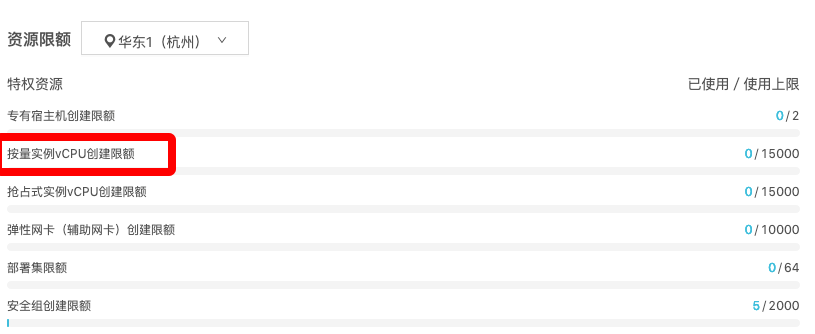 资源限额 华东1（杭州）
特权资源 已使用 / 使用上限
专有宿主机创建限额 0/2
按量实例vCPU创建限额 0/15000
抢占式实例vCPU创建限额 0/15000
弹性网卡（辅助网卡）创建限额 0/10000
部署集限额 0/64
安全组创建限额 5/2000